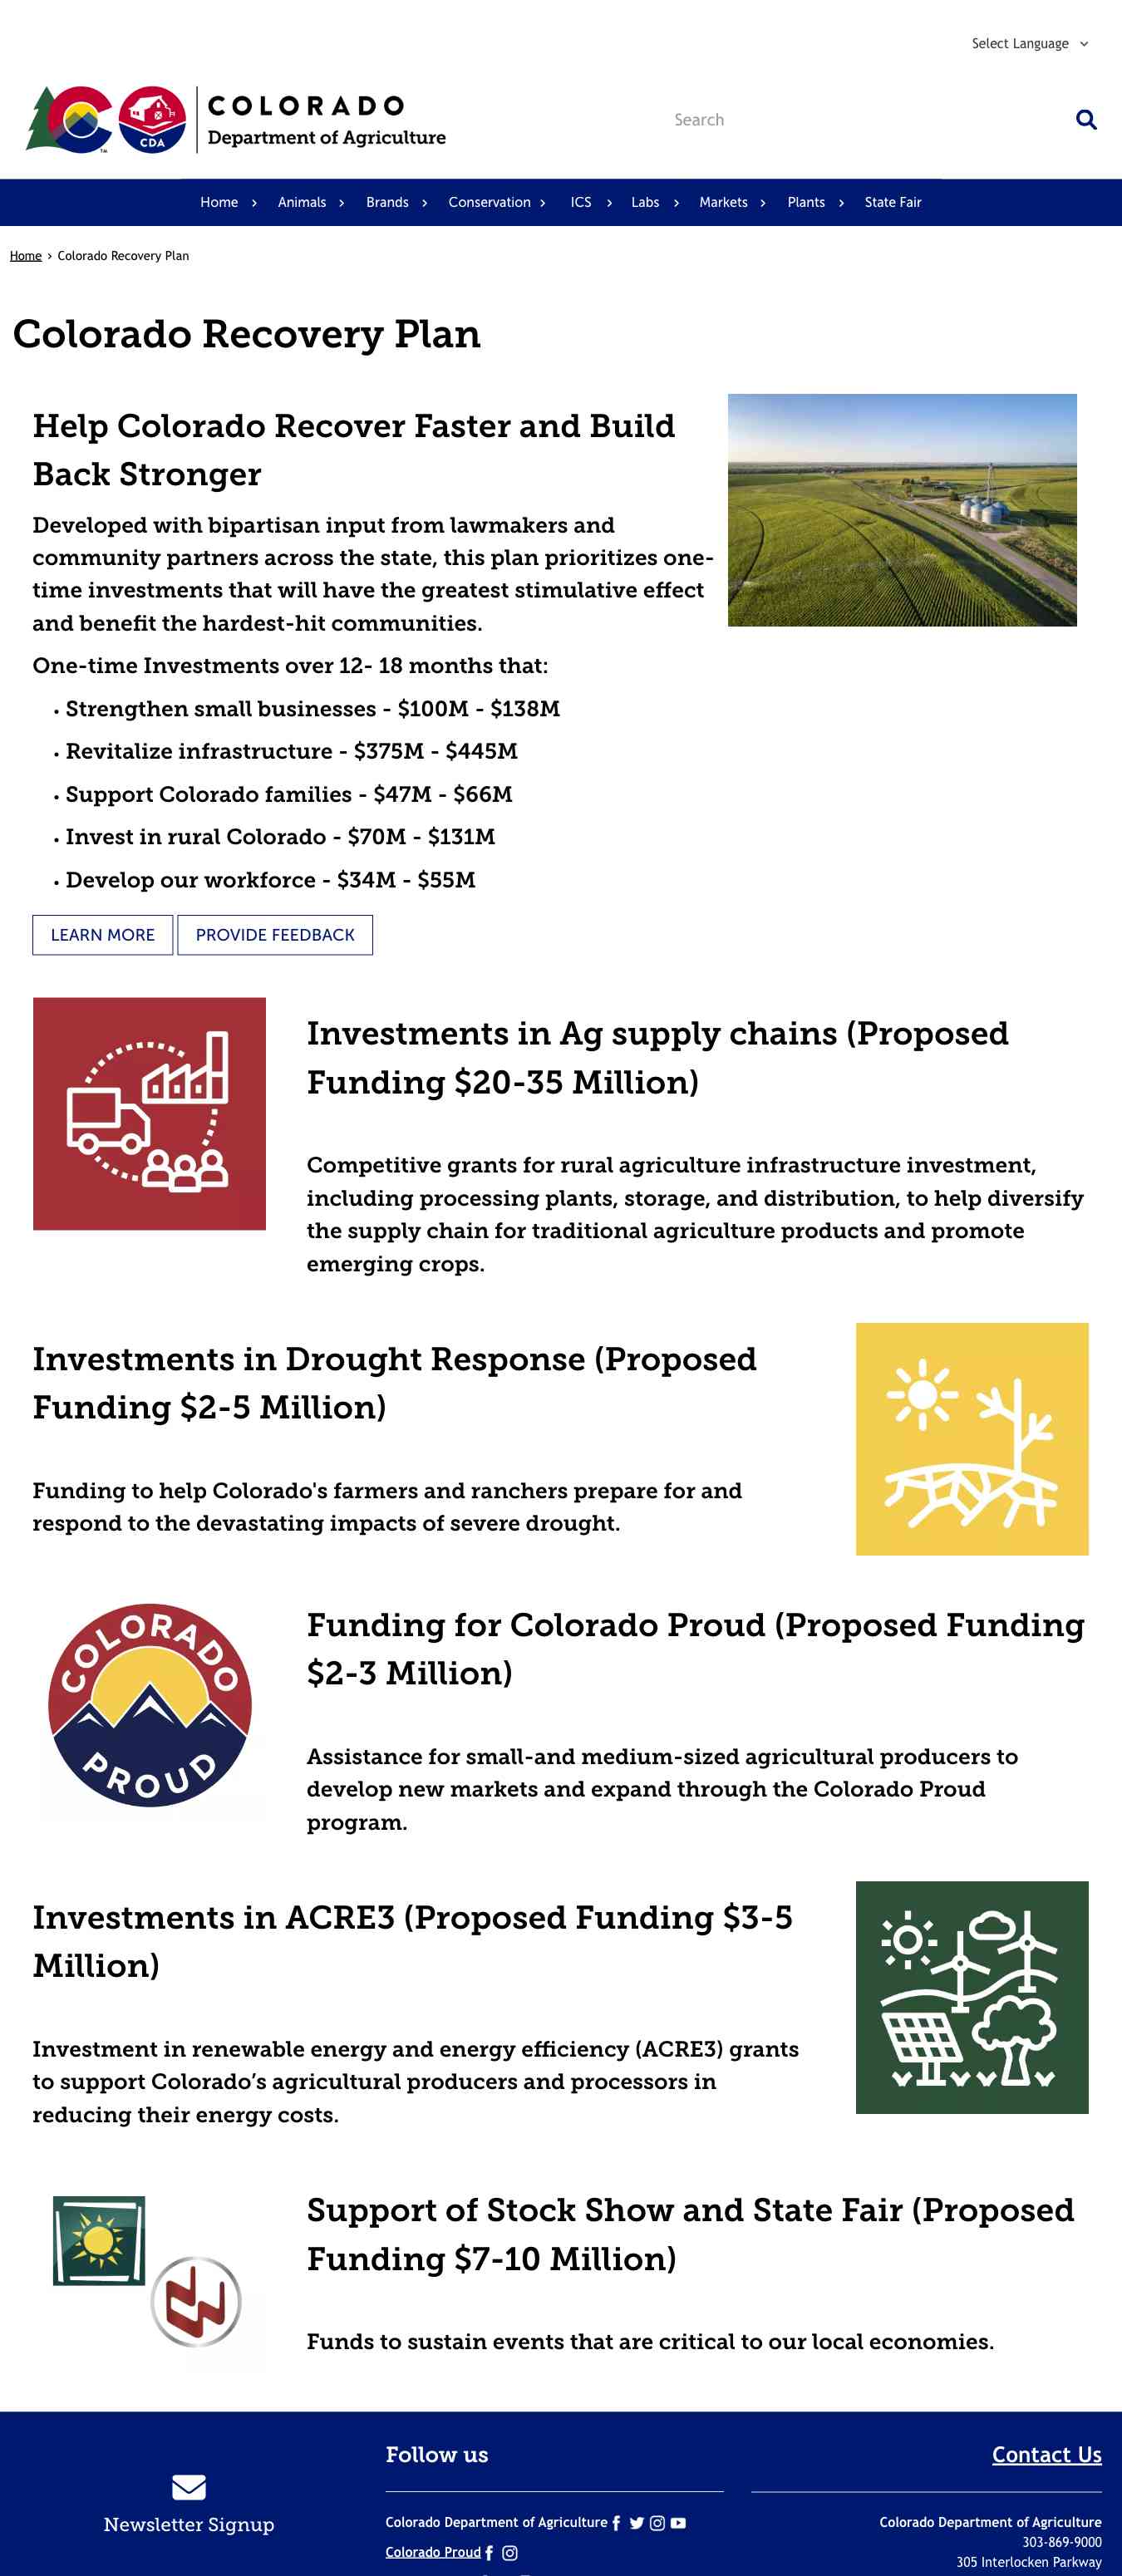 Select Language
COLORADO
Department of Agriculture
CDA
TM
Search
Home Animals Brands Conservation ICS Labs Markets Plants State Fair
Home › Colorado Recovery Plan
Colorado Recovery Plan
Help Colorado Recover Faster and Build
Back Stronger
Developed with bipartisan input from lawmakers and
community partners across the state, this plan prioritizes one-
time investments that will have the greatest stimulative effect
and benefit the hardest-hit communities.
One-time Investments over 12- 18 months that:
• Strengthen small businesses - $100M - $138M
• Revitalize infrastructure - $375M - $445M
• Support Colorado families - $47M - $66M
• Invest in rural Colorado - $70M - $131M
• Develop our workforce - $34M - $55M
LEARN MORE PROVIDE FEEDBACK
Investments in Ag supply chains (Proposed
Funding $20-35 Million)
Competitive grants for rural agriculture infrastructure investment,
including processing plants, storage, and distribution, to help diversify
the supply chain for traditional agriculture products and promote
emerging crops.
Investments in Drought Response (Proposed
Funding $2-5 Million)
Funding to help Colorado's farmers and ranchers prepare for and
respond to the devastating impacts of severe drought.
COLORADO
PROUD
Funding for Colorado Proud (Proposed Funding
$2-3 Million)
Assistance for small-and medium-sized agricultural producers to
develop new markets and expand through the Colorado Proud
program.
Investments in ACRE3 (Proposed Funding $3-5
Million)
Investment in renewable energy and energy efficiency (ACRE3) grants
to support Colorado’s agricultural producers and processors in
reducing their energy costs.
Support of Stock Show and State Fair (Proposed
Funding $7-10 Million)
Funds to sustain events that are critical to our local economies.
Newsletter Signup
Follow us
Colorado Department of Agriculture
Colorado Proud
Contact Us
Colorado Department of Agriculture
303-869-9000
305 Interlocken Parkway